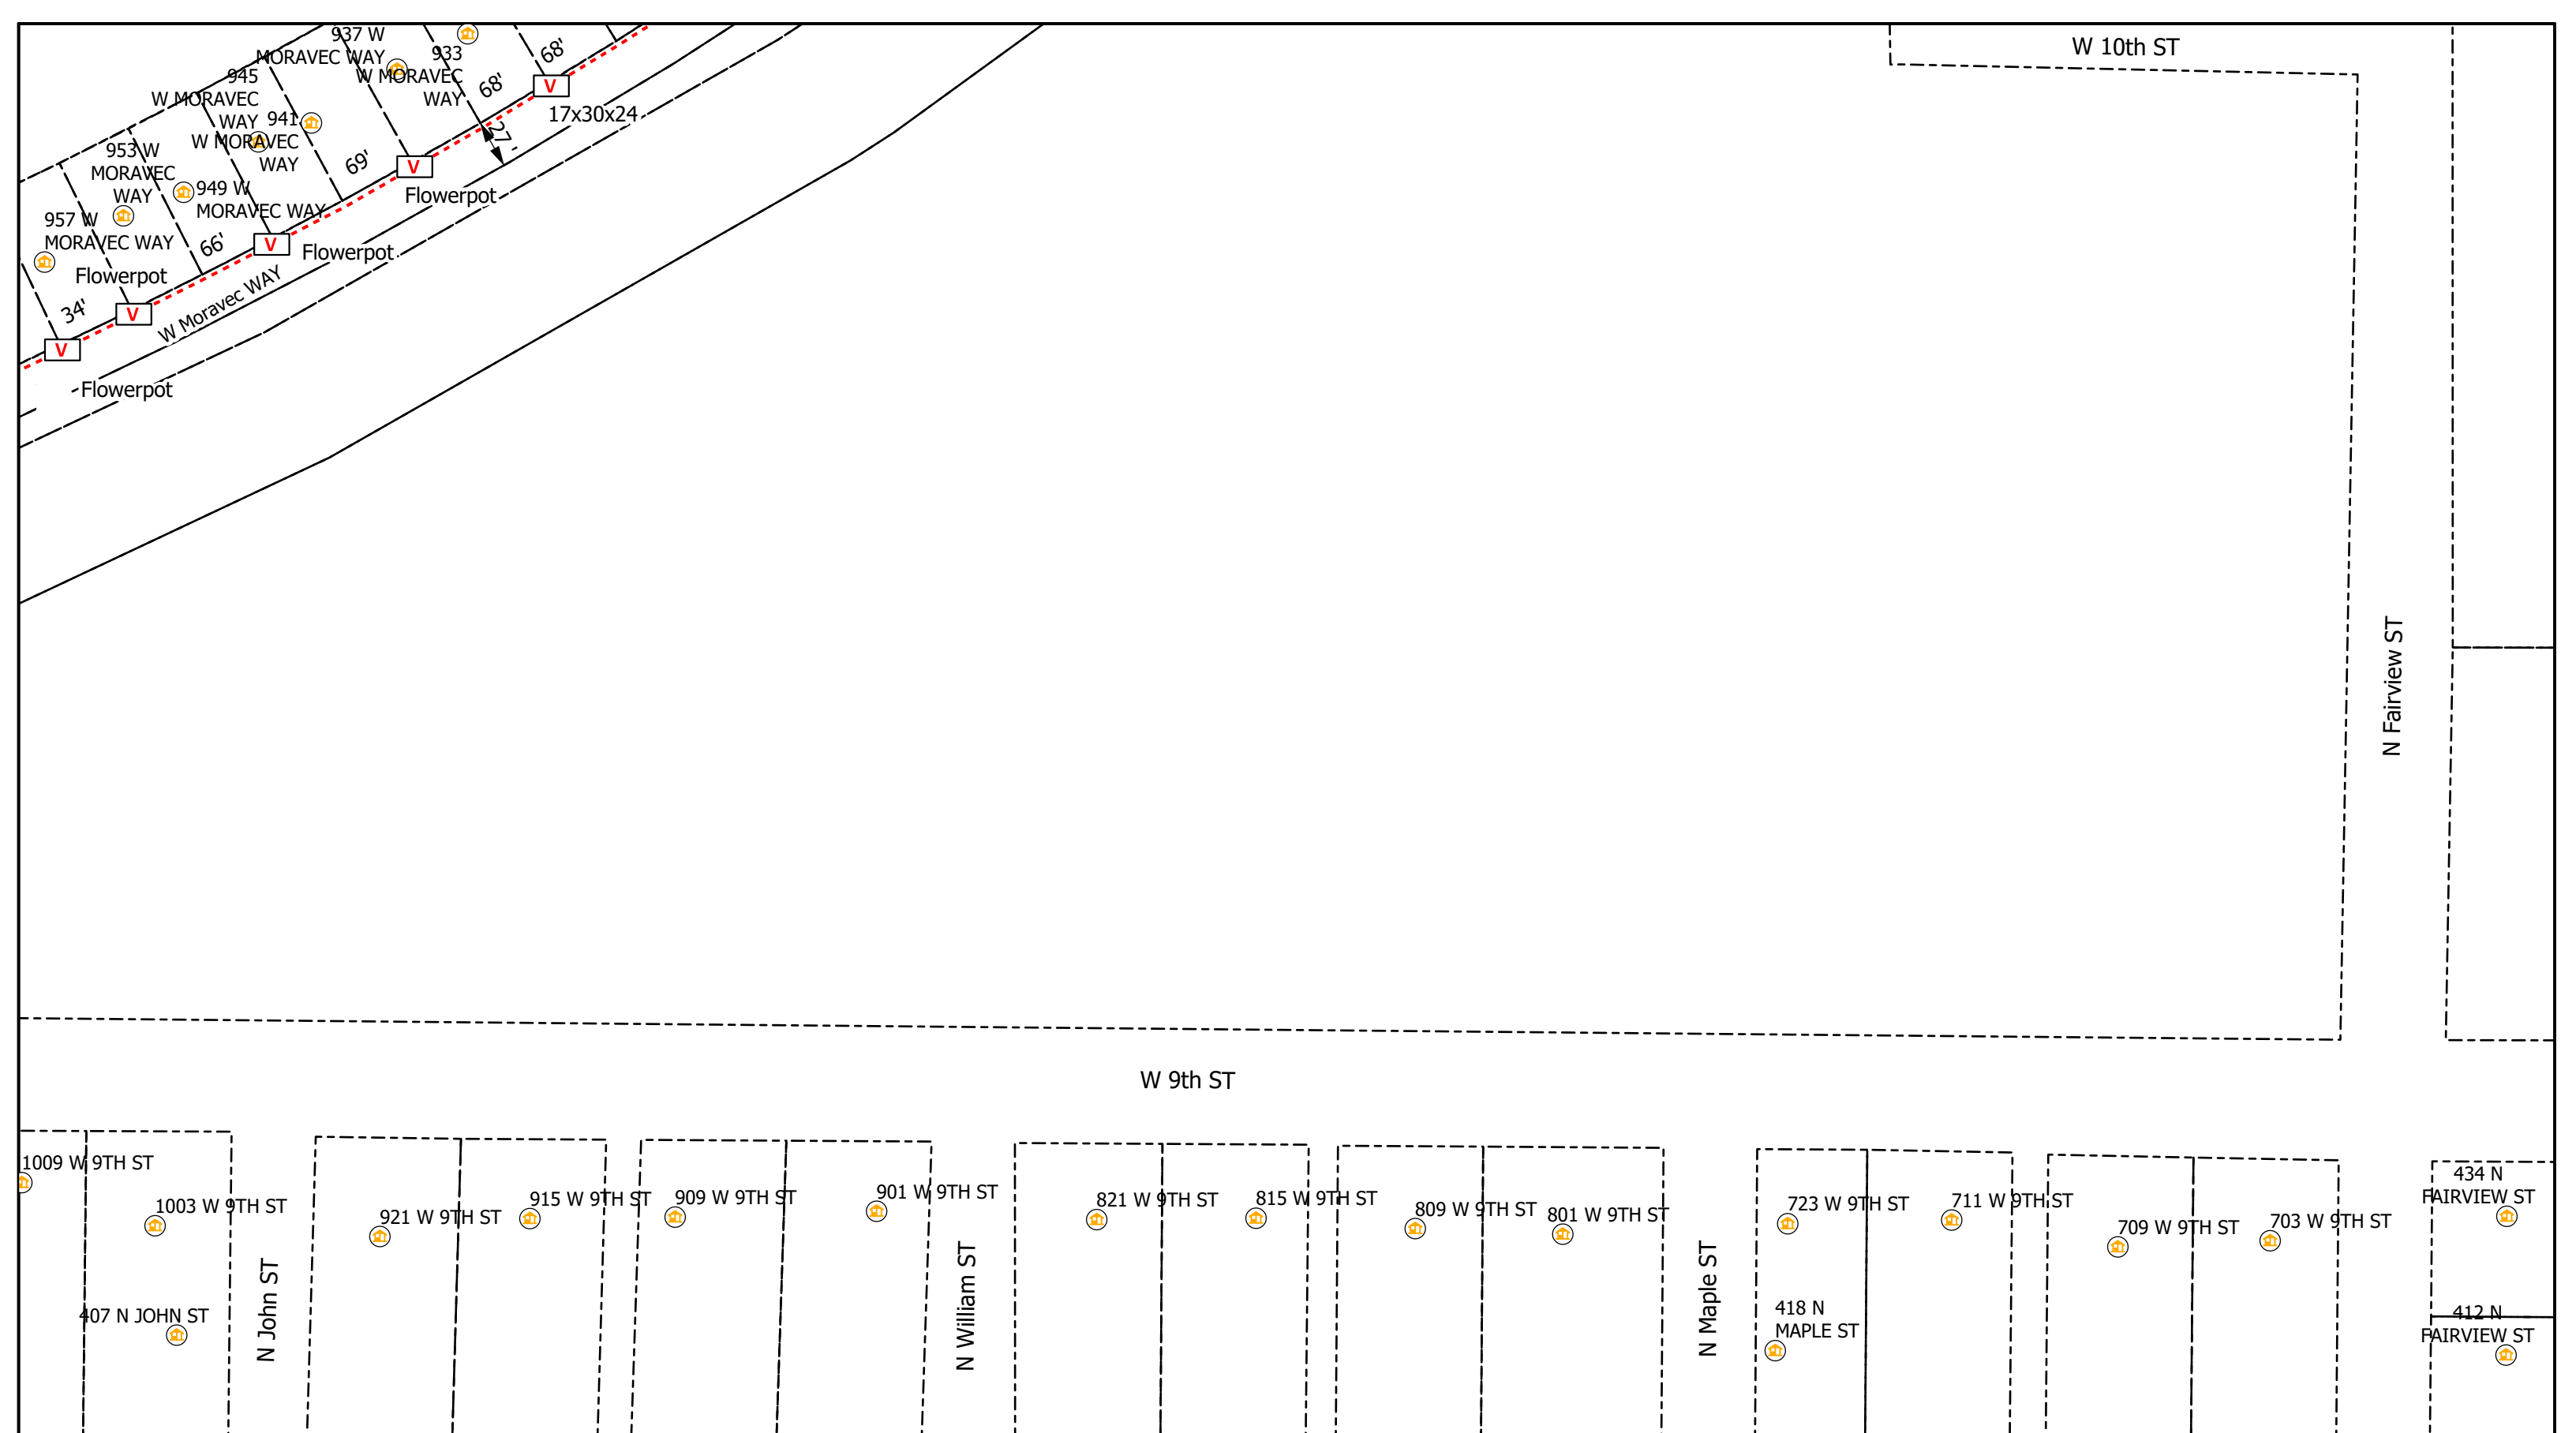 W 10th ST
937 W
MORAVEC WAY
933
W MORAVEC
WAY
68'
68'
V
17x30x24
27'
945
W MORAVEC
WAY
941
W MORAVEC
WAY
69'
V
Flowerpot
953 W
MORAVEC
WAY
949 W
MORAVEC WAY
66'
V
Flowerpot
957 W
MORAVEC WAY
Flowerpot
34'
V
W Moravec WAY
V
Flowerpot
N Fairview ST
W 9th ST
1009 W 9TH ST
1003 W 9TH ST
921 W 9TH ST
915 W 9TH ST
909 W 9TH ST
901 W 9TH ST
821 W 9TH ST
815 W 9TH ST
809 W 9TH ST
801 W 9TH ST
723 W 9TH ST
711 W 9TH ST
709 W 9TH ST
703 W 9TH ST
434 N
FAIRVIEW ST
407 N JOHN ST
N John ST
N William ST
N Maple ST
418 N
MAPLE ST
412 N
FAIRVIEW ST